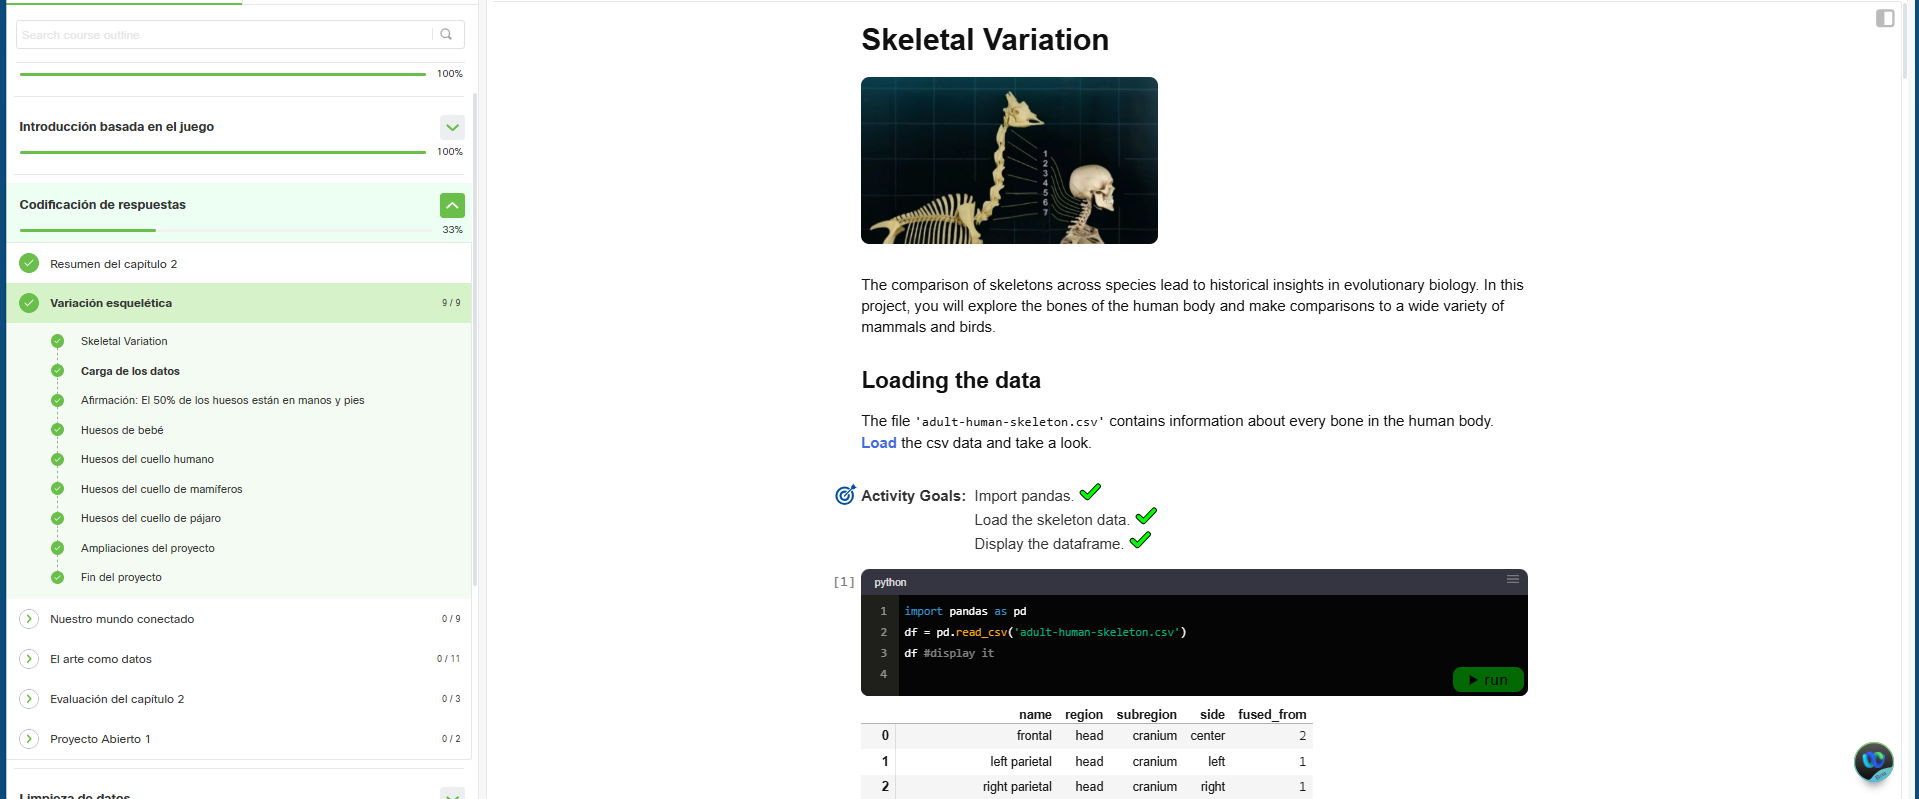 Search course outline
100%
Introducción basada en el juego
100%
Codificación de respuestas
33%
Resumen del capítulo 2
Variación esquelética 9 / 9
Skeletal Variation
Carga de los datos
Afirmación: El 50% de los huesos están en manos y pies
Huesos de bebé
Huesos del cuello humano
Huesos del cuello de mamíferos
Huesos del cuello de pájaro
Ampliaciones del proyecto
Fin del proyecto
Nuestro mundo conectado 0 / 9
El arte como datos 0 / 11
Evaluación del capítulo 2 0 / 3
Proyecto Abierto 1 0 / 2
Limpieza de datos
Skeletal Variation
1
2
3
4
5
6
7
The comparison of skeletons across species lead to historical insights in evolutionary biology. In this
project, you will explore the bones of the human body and make comparisons to a wide variety of
mammals and birds.
Loading the data
The file 'adult-human-skeleton.csv' contains information about every bone in the human body.
Load the csv data and take a look.
Activity Goals: Import pandas.
Load the skeleton data.
Display the dataframe.
[1] python
1 import pandas as pd
2 df = pd.read_csv('adult-human-skeleton.csv')
3 df #display it
4
run
name region subregion side fused_from
0 frontal head cranium center 2
1 left parietal head cranium left 1
2 right parietal head cranium right 1